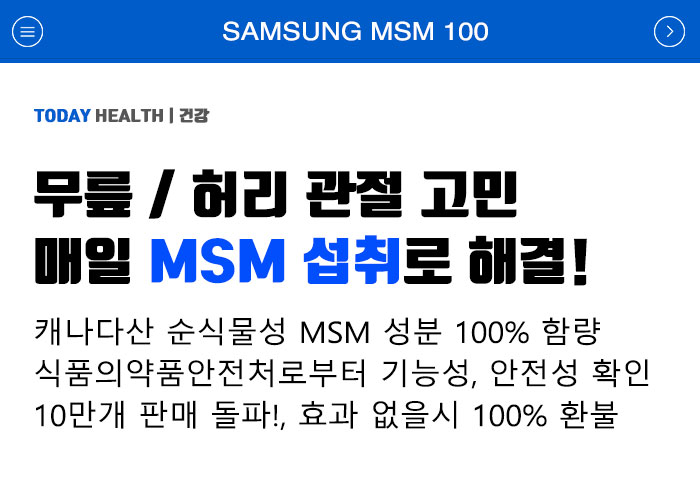 SAMSUNG MSM 100
TODAY HEALTH | 건강
무릎 / 허리 관절 고민
매일 MSM 섭취로 해결!
캐나다산 순식물성 MSM 성분 100% 함량
식품의약품안전처로부터 기능성, 안전성 확인
10만개 판매 돌파!, 효과 없을시 100% 환불